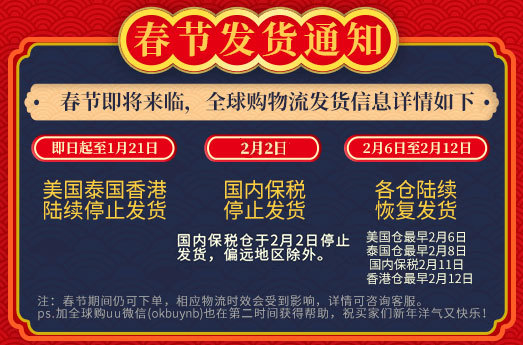 春节发货通知
春节即将来临，全球购物流发货信息详情如下
即日起至1月21日
2月2日
2月6日至2月12日
美国泰国香港
陆续停止发货
国内保税
停止发货
各仓陆续
恢复发货
国内保税仓于2月2日停止
发货，偏远地区除外。
美国仓最早2月6日
泰国仓最早2月8日
国内保税2月11日
香港仓最早2月12日
注：春节期间仍可下单，相应物流时效会受到影响，详情可咨询客服。
ps.加全球购uu微信(okbuynb)也在第二时间获得帮助，祝买家们新年洋气又快乐！